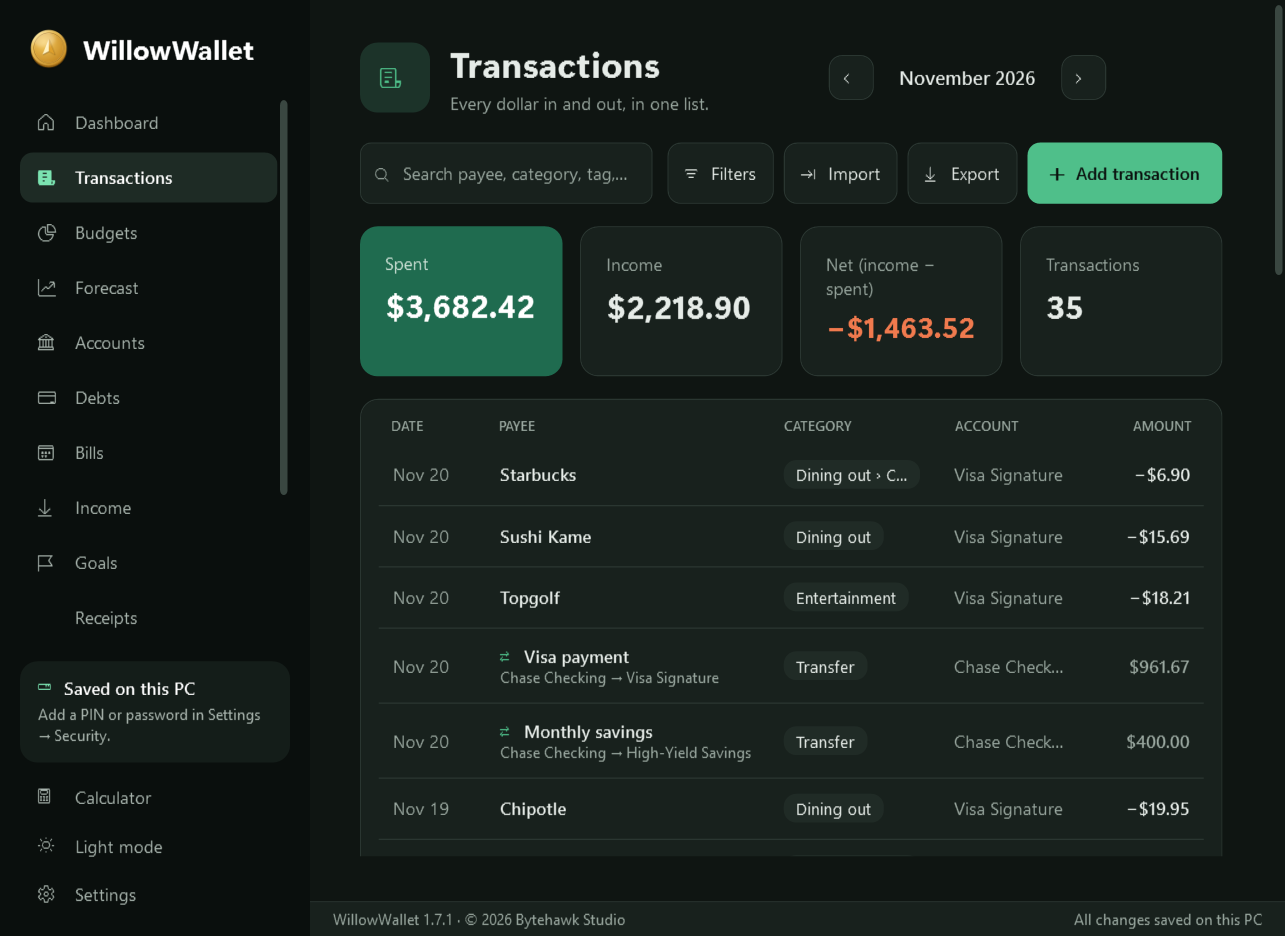 WillowWallet
Dashboard
Transactions
Budgets
Forecast
Accounts
Debts
Bills
Income
Goals
Receipts
Saved on this PC
Add a PIN or password in Settings
→ Security.
Calculator
Light mode
Settings
Transactions
Every dollar in and out, in one list.
November 2026
Search payee, category, tag,...
Filters
Import
Export
+ Add transaction
Spent
$3,682.42
Income
$2,218.90
Net (income –
spent)
−$1,463.52
Transactions
35
DATE PAYEE CATEGORY ACCOUNT AMOUNT
Nov 20 Starbucks Dining out › C... Visa Signature −$6.90
Nov 20 Sushi Kame Dining out Visa Signature −$15.69
Nov 20 Topgolf Entertainment Visa Signature −$18.21
Nov 20 Visa payment Transfer Chase Check... $961.67
Chase Checking → Visa Signature
Nov 20 Monthly savings Transfer Chase Check... $400.00
Chase Checking → High-Yield Savings
Nov 19 Chipotle Dining out Visa Signature −$19.95
WillowWallet 1.7.1 · © 2026 Bytehawk Studio
All changes saved on this PC